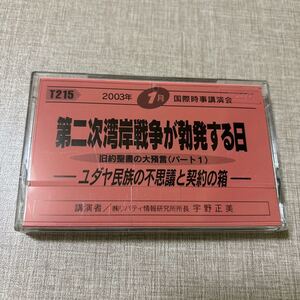 T215 2003年 1月 国際時事講演会
第二次湾岸戦争が勃発する日
旧約聖書の大預言(パート1)
ユダヤ民族の不思議と契約の箱
講演者/㈱リバティ情報研究所所長 宇野正美